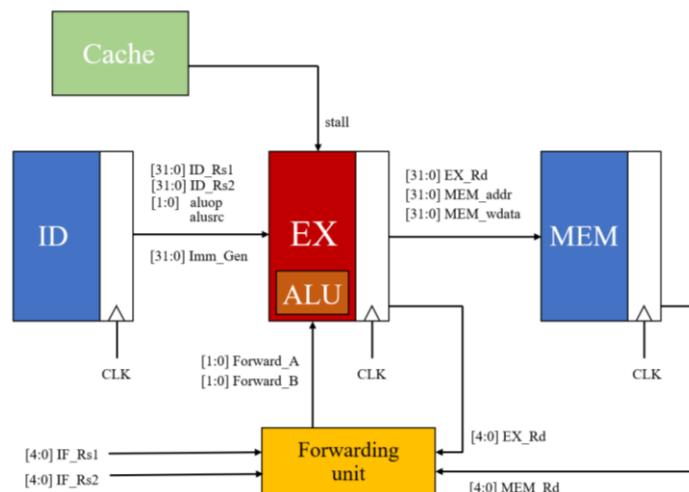 Cache
stall
[31:0] ID_Rs1
[31:0] ID_Rs2
[1:0] aluop
alusrc
[31:0] Imm_Gen
ID
CLK
EX
ALU
CLK
[31:0] EX_Rd
[31:0] MEM_addr
[31:0] MEM_wdata
MEM
CLK
[1:0] Forward_A
[1:0] Forward_B
[4:0] IF_Rs1
[4:0] IF_Rs2
Forwarding
unit
[4:0] EX_Rd
[4:0] MEM_Rd